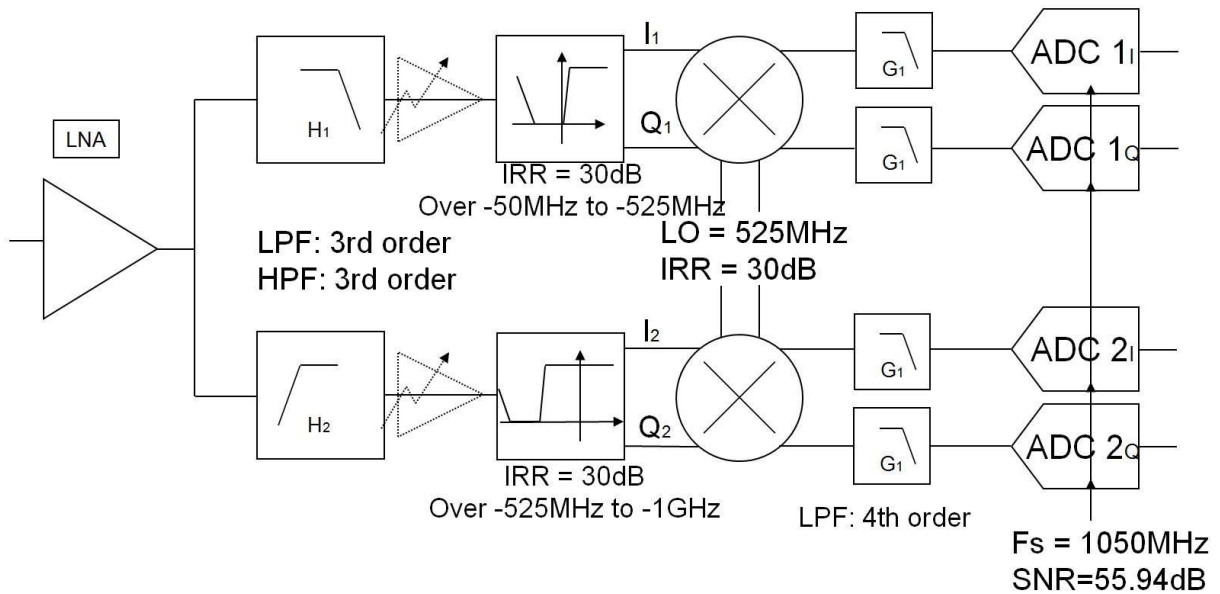 LNA
H1
I1
Q1
G1
G1
ADC 1I
ADC 1Q
IRR = 30dB
Over -50MHz to -525MHz
LPF: 3rd order
HPF: 3rd order
LO = 525MHz
IRR = 30dB
H2
I2
Q2
G1
G1
ADC 2I
ADC 2Q
IRR = 30dB
Over -525MHz to -1GHz
LPF: 4th order
Fs = 1050MHz
SNR=55.94dB